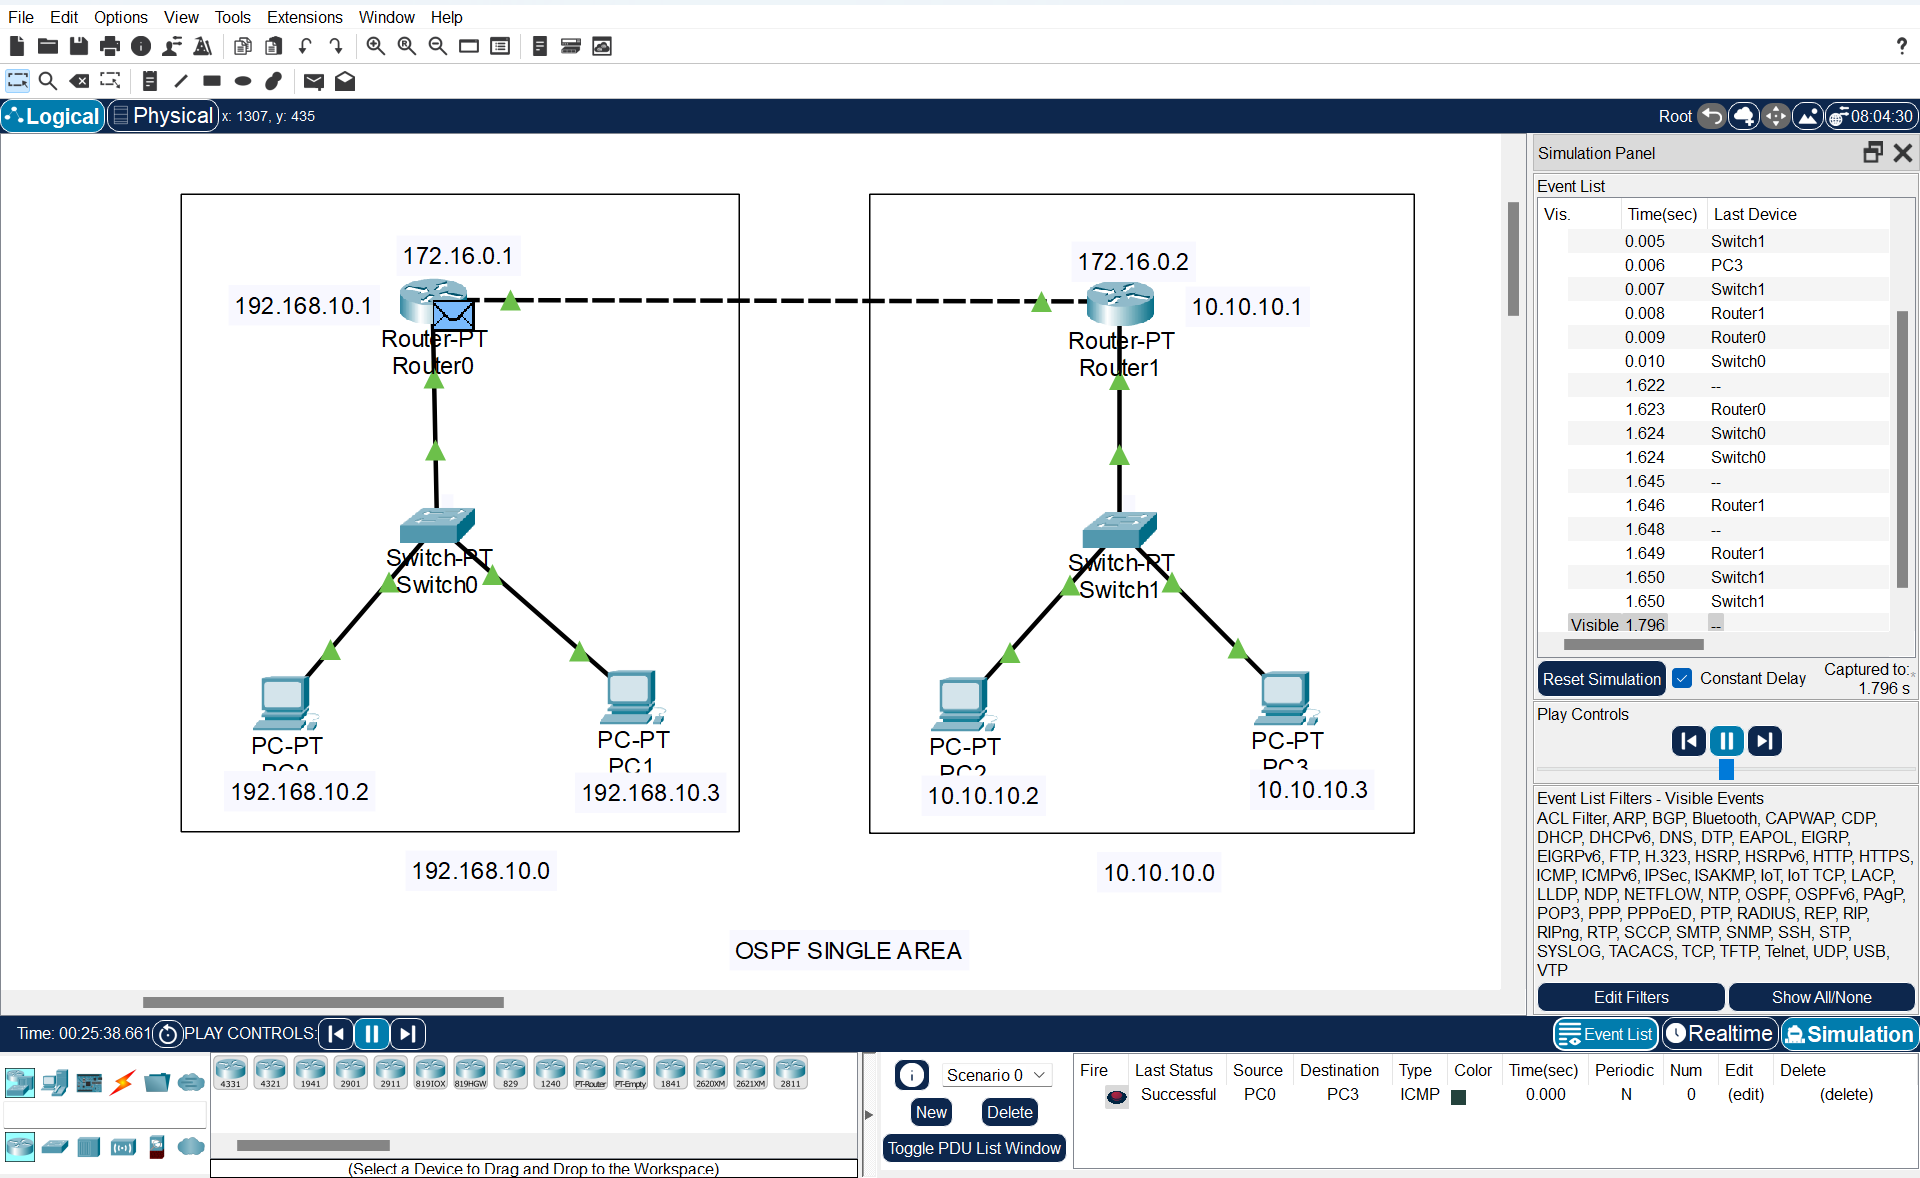 File Edit Options View Tools Extensions Window Help
?
Logical Physical x: 1307, y: 435 Root 08:04:30
172.16.0.1
192.168.10.1
Router-PT
Router0
172.16.0.2
10.10.10.1
Router-PT
Router1
Switch-PT
Switch0
Switch-PT
Switch1
PC-PT
PC0
192.168.10.2
PC-PT
PC1
192.168.10.3
PC-PT
PC2
10.10.10.2
PC-PT
PC3
10.10.10.3
192.168.10.0
10.10.10.0
OSPF SINGLE AREA
Simulation Panel
Event List
Vis. Time(sec) Last Device
0.005 Switch1
0.006 PC3
0.007 Switch1
0.008 Router1
0.009 Router0
0.010 Switch0
1.622 --
1.623 Router0
1.624 Switch0
1.624 Switch0
1.645 --
1.646 Router1
1.648 --
1.649 Router1
1.650 Switch1
1.650 Switch1
Visible 1.796 --
Reset Simulation Constant Delay Captured to:*
1.796 s
Play Controls
Event List Filters - Visible Events
ACL Filter, ARP, BGP, Bluetooth, CAPWAP, CDP,
DHCP, DHCPv6, DNS, DTP, EAPOL, EIGRP,
EIGRPv6, FTP, H.323, HSRP, HSRPv6, HTTP, HTTPS,
ICMP, ICMPv6, IPSec, ISAKMP, IoT, IoT TCP, LACP,
LLDP, NDP, NETFLOW, NTP, OSPF, OSPFv6, PAgP,
POP3, PPP, PPPoED, PTP, RADIUS, REP, RIP,
RIPng, RTP, SCCP, SMTP, SNMP, SSH, STP,
SYSLOG, TACACS, TCP, TFTP, Telnet, UDP, USB,
VTP
Edit Filters Show All/None
Time: 00:25:38.661 PLAY CONTROLS: Event List Realtime Simulation
4331 4321 1941 2901 2911 819IOX 819HGW 829 1240 PT-Router PT-Empty 1841 2620XM 2621XM 2811
(Select a Device to Drag and Drop to the Workspace)
Scenario 0
New Delete
Toggle PDU List Window
Fire Last Status Source Destination Type Color Time(sec) Periodic Num Edit Delete
Successful PC0 PC3 ICMP 0.000 N 0 (edit) (delete)